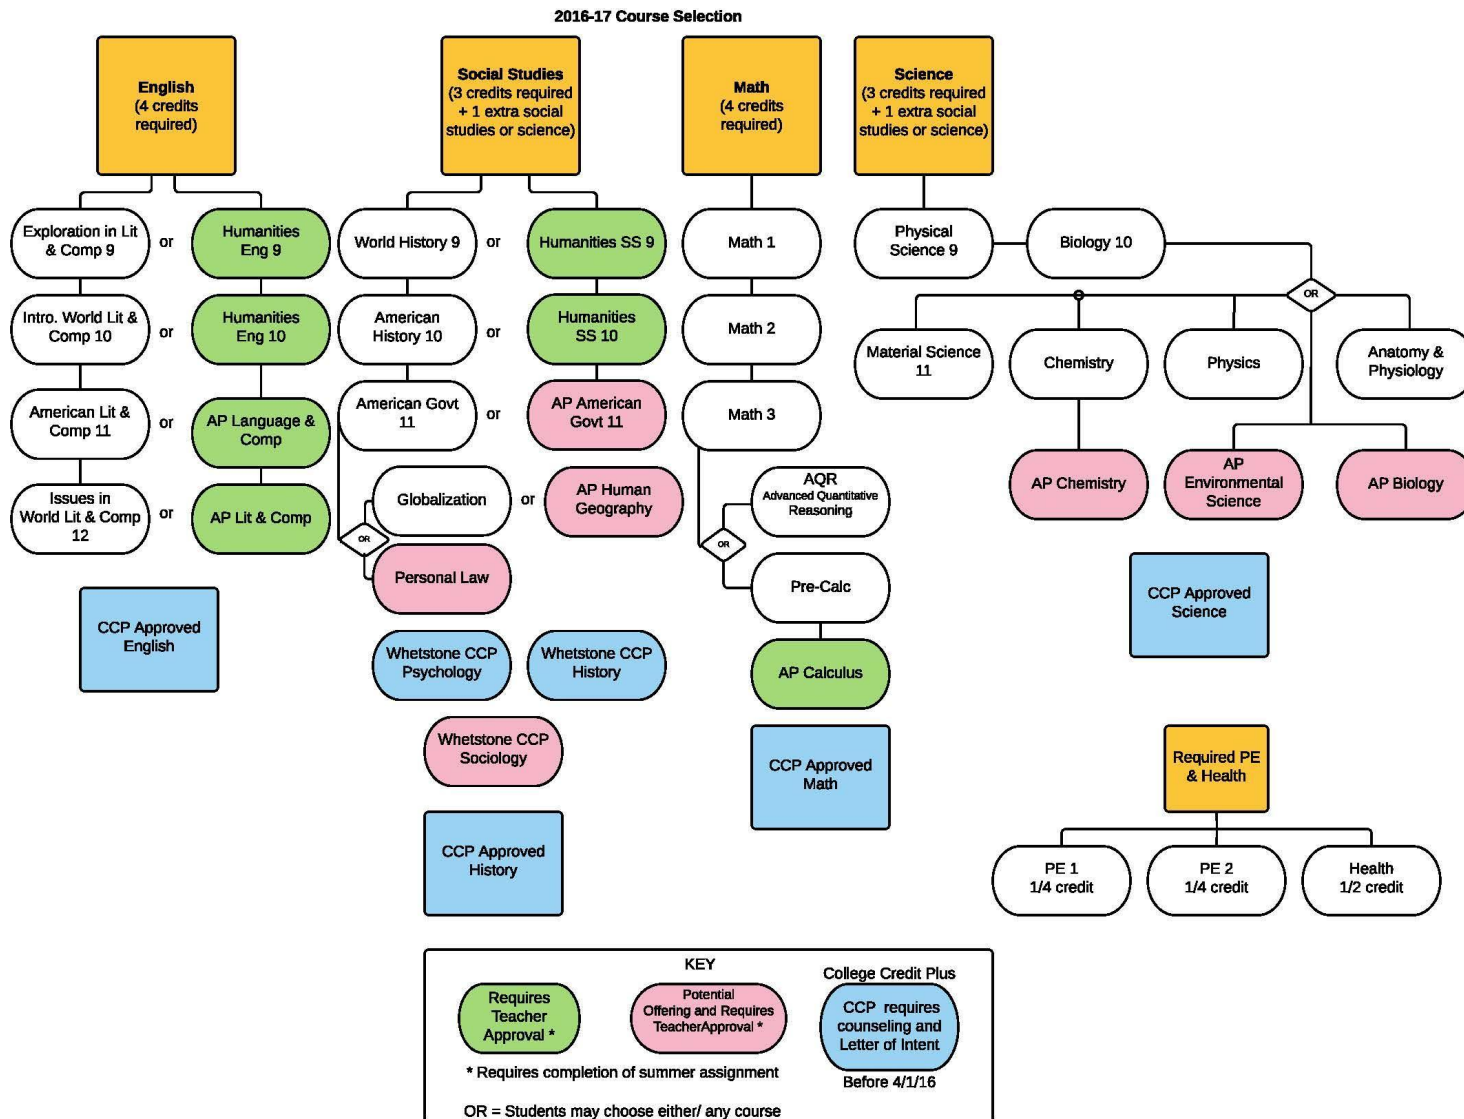 2016-17 Course Selection
English
(4 credits
required)
Social Studies
(3 credits required
+ 1 extra social
studies or science)
Math
(4 credits
required)
Science
(3 credits required
+ 1 extra social
studies or science)
Exploration in Lit
& Comp 9
or
Humanities
Eng 9
World History 9
or
Humanities SS 9
Math 1
Physical
Science 9
Biology 10
OR
Intro. World Lit &
Comp 10
or
Humanities
Eng 10
American
History 10
or
Humanities
SS 10
Math 2
Material Science
11
Chemistry
Physics
Anatomy &
Physiology
American Lit &
Comp 11
or
AP Language &
Comp
American Govt
11
or
AP American
Govt 11
Math 3
Issues in
World Lit & Comp
12
or
AP Lit & Comp
Globalization
or
AP Human
Geography
OR
Personal Law
AQR
Advanced Quantitative
Reasoning
OR
Pre-Calc
AP Chemistry
AP
Environmental
Science
AP Biology
CCP Approved
English
Whetstone CCP
Psychology
Whetstone CCP
History
AP Calculus
CCP Approved
Science
Whetstone CCP
Sociology
CCP Approved
Math
Required PE
& Health
CCP Approved
History
PE 1
1/4 credit
PE 2
1/4 credit
Health
1/2 credit
KEY
Requires
Teacher
Approval *
Potential
Offering and Requires
TeacherApproval *
College Credit Plus
CCP requires
counseling and
Letter of Intent
Before 4/1/16
* Requires completion of summer assignment
OR = Students may choose either/ any course